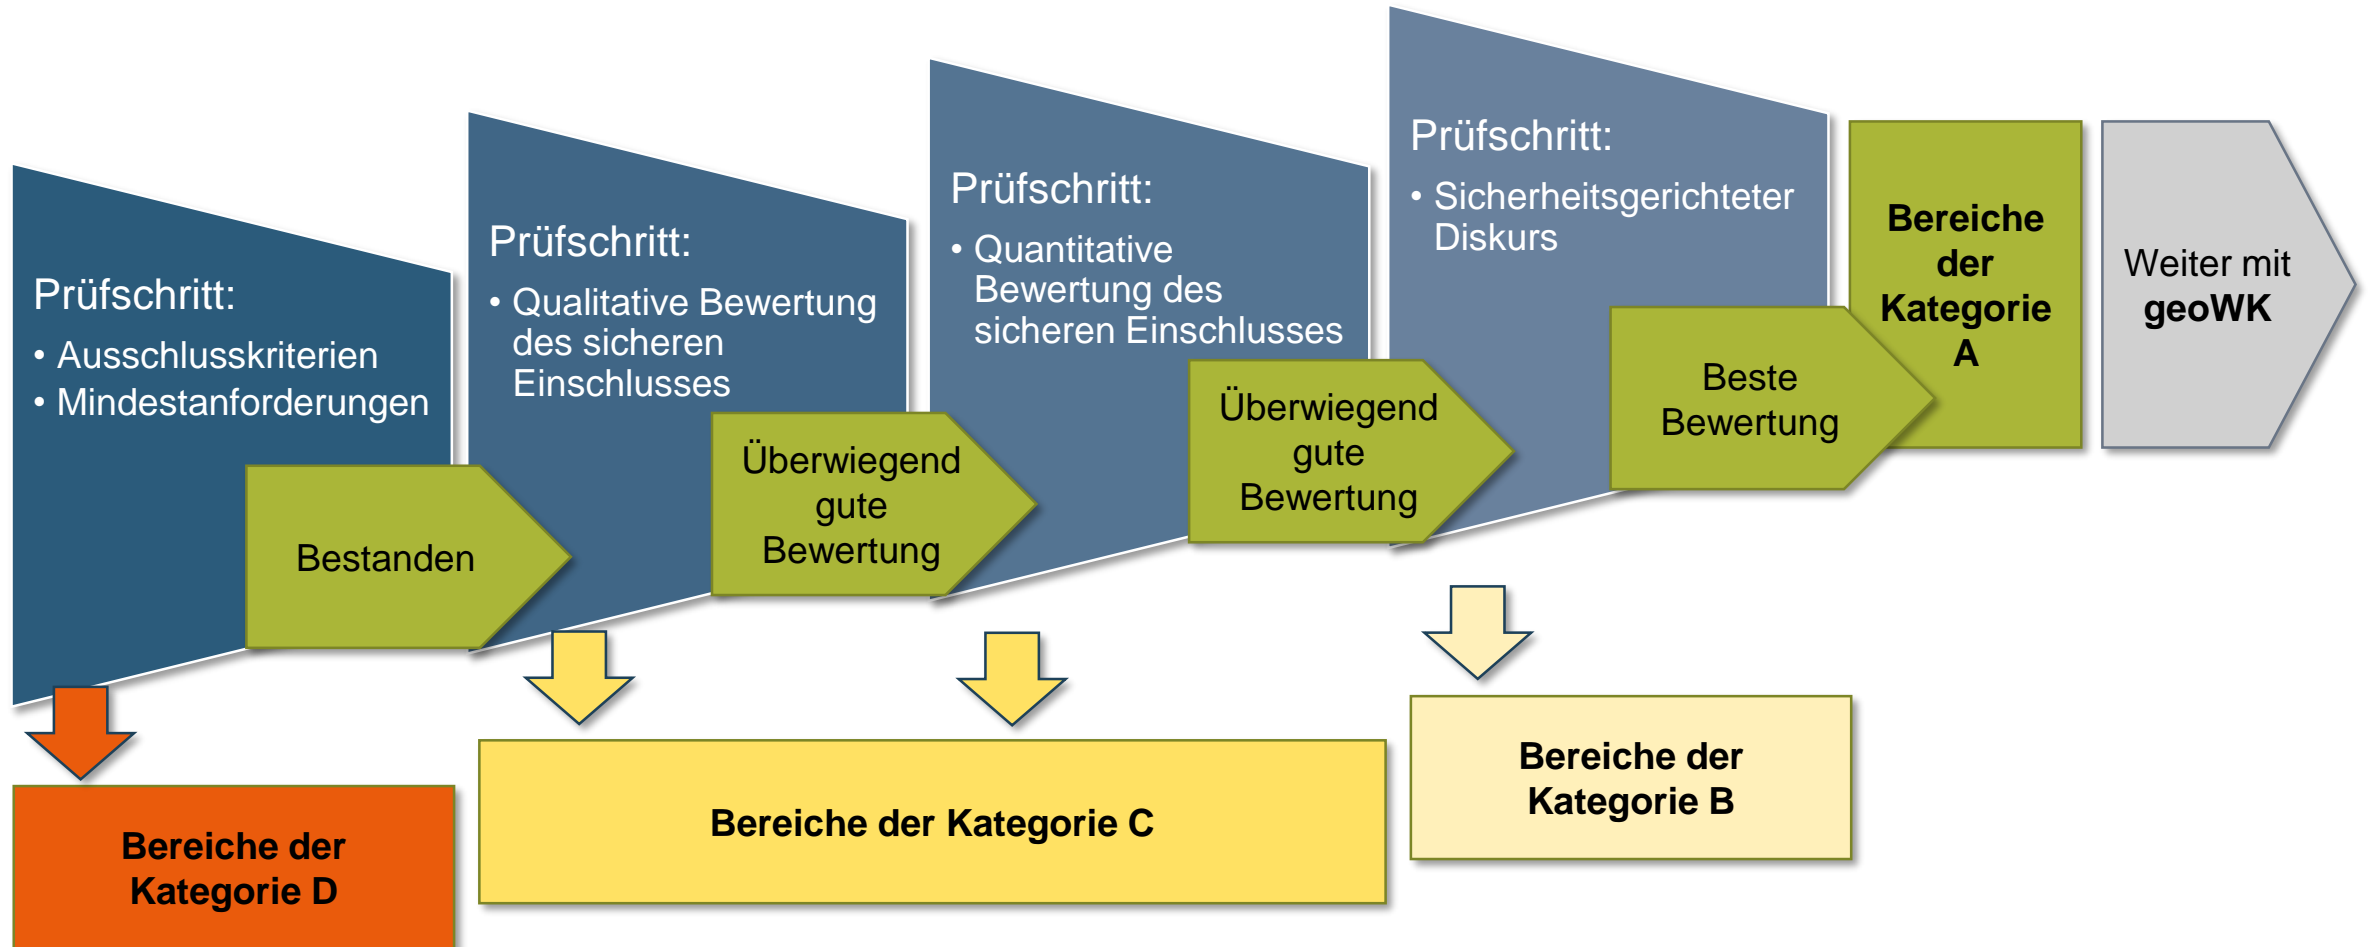 Prüfschritt:
• Ausschlusskriterien
• Mindestanforderungen
Bestanden
Prüfschritt:
• Qualitative Bewertung
des sicheren
Einschlusses
Überwiegend
gute
Bewertung
Prüfschritt:
• Quantitative
Bewertung des
sicheren Einschlusses
Überwiegend
gute
Bewertung
Prüfschritt:
• Sicherheitsgerichteter
Diskurs
Beste
Bewertung
Bereiche
der
Kategorie
A
Weiter mit
geoWK
Bereiche der
Kategorie D
Bereiche der Kategorie C
Bereiche der
Kategorie B